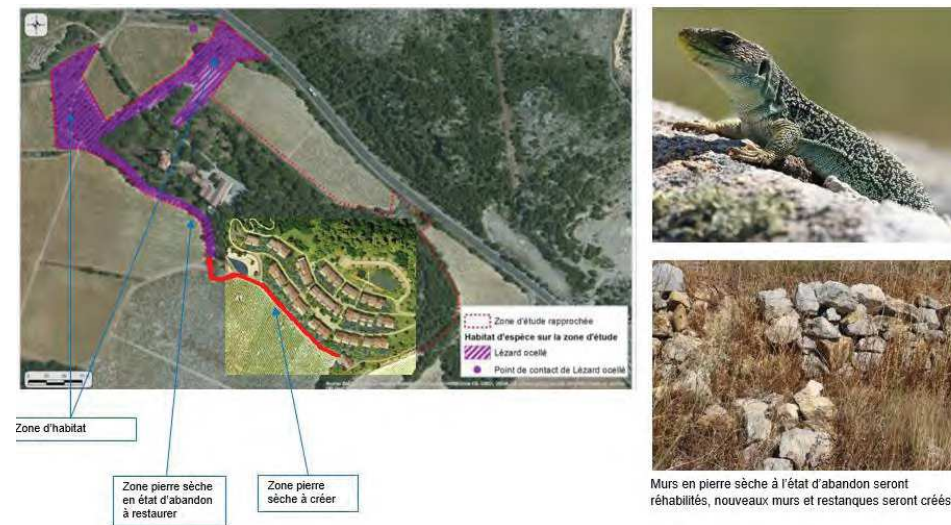 Zone d'étude rapprochée
Habitat d'espèce sur la zone d'étude
Lézard ocellé
Point de contact de Lézard ocellé
Zone d'habitat
Zone pierre sèche
en état d'abandon
à restaurer
Zone pierre
sèche à créer
Murs en pierre sèche á l'état d'abandon seront
réhabilités, nouveaux murs et restanques seront créés